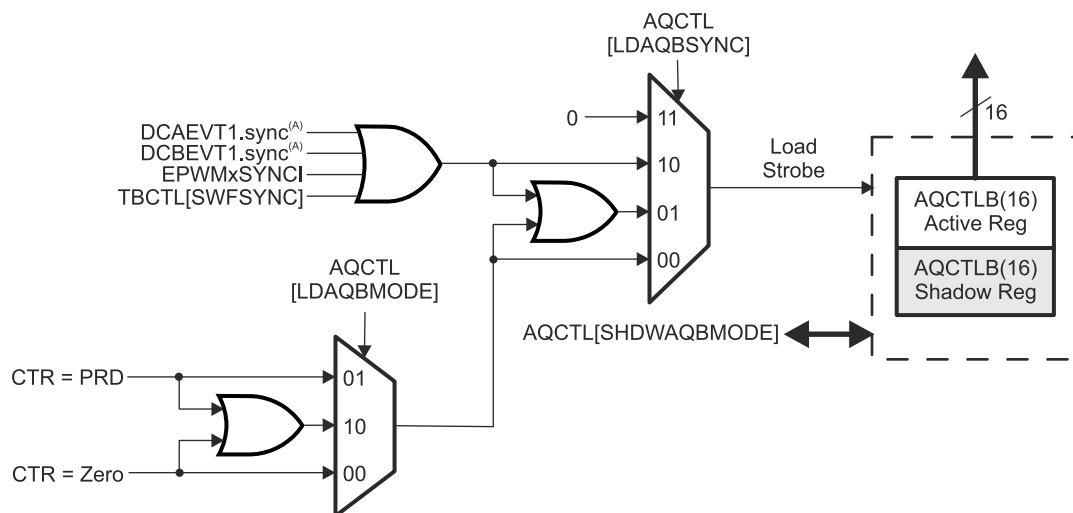 AQCTL
[LDAQBSYNC]
16
DCAEVT1.sync(A)
DCBEVT1.sync(A)
EPWMxSYNCI
TBCTL[SWFSYNC]
0
11
10
01
00
Load
Strobe
AQCTLB(16)
Active Reg
AQCTLB(16)
Shadow Reg
AQCTL
[LDAQBMODE]
AQCTL[SHDWAQBMODE]
CTR = PRD
01
10
CTR = Zero
00